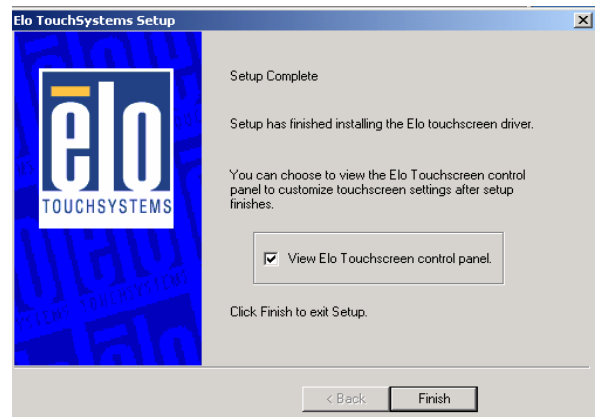 Elo TouchSystems Setup
Setup Complete
Setup has finished installing the Elo touchscreen driver.
You can choose to view the Elo Touchscreen control
panel to customize touchscreen settings after setup
finishes.
View Elo Touchscreen control panel.
Click Finish to exit Setup.
< Back
Finish
ēlo
TOUCHSYSTEMS